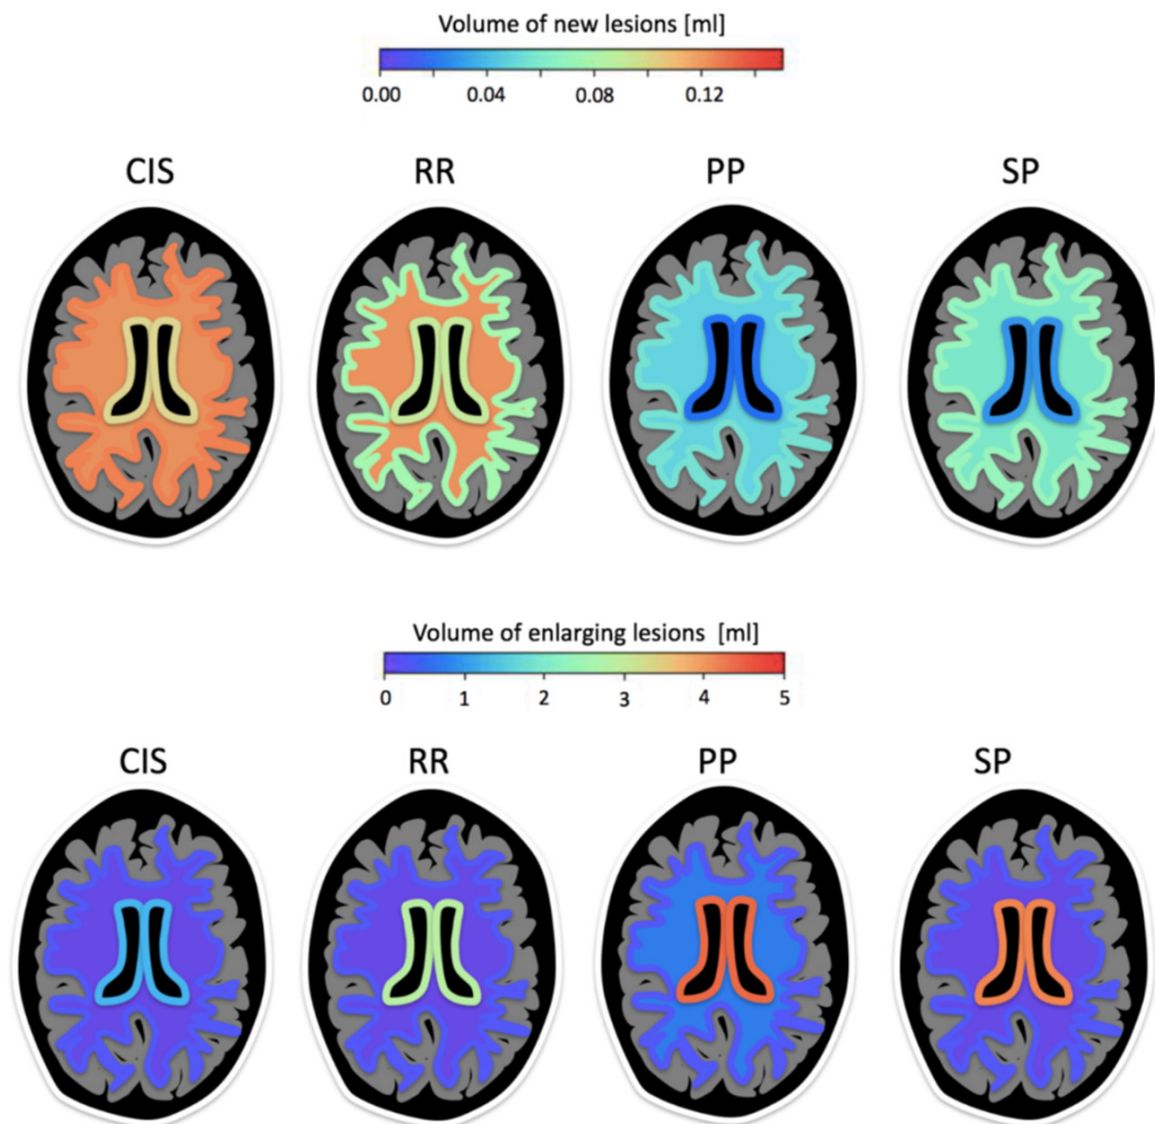 Volume of new lesions [ml]
0.00 0.04 0.08 0.12
CIS RR PP SP
Volume of enlarging lesions [ml]
0 1 2 3 4 5
CIS RR PP SP